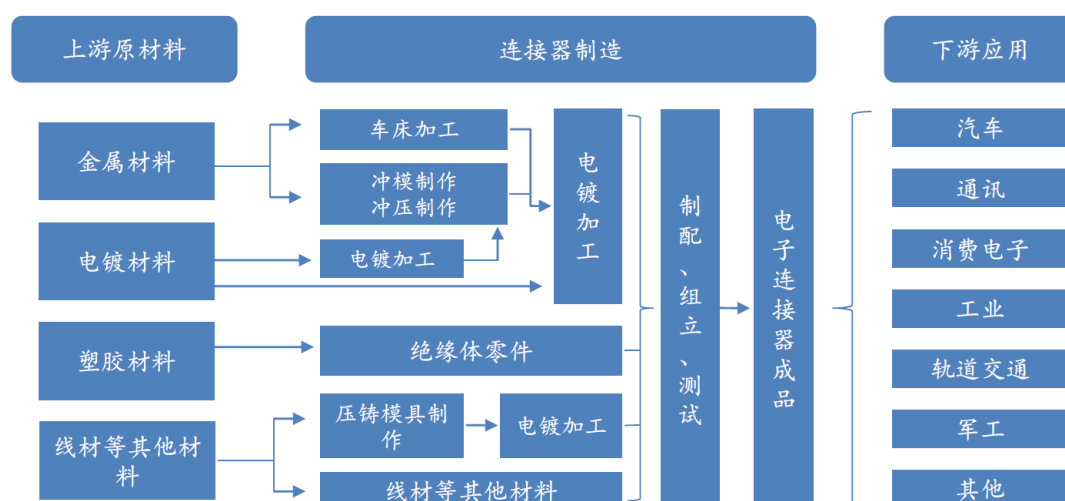 上游原材料
连接器制造
下游应用
金属材料
电镀材料
塑胶材料
线材等其他材
料
车床加工
冲模制作
冲压制作
电镀加工
电镀加工
绝缘体零件
压铸模具制
作
电镀加工
线材等其他材料
制配、组立、测试
电子连接器成品
汽车
通讯
消费电子
工业
轨道交通
军工
其他